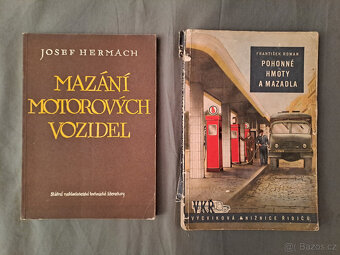 JOSEF HERMACH
MAZÁNÍ
MOTOROVÝCH
VOZIDEL
Státní nakladatelství technické literatury
FRANTIŠEK ROMAN
POHONNÉ
HMOTY
A MAZADLA
VKŘ
VÝCVIKOVÁ KNIŽNICE ŘIDIČŮ
Sbazar.cz